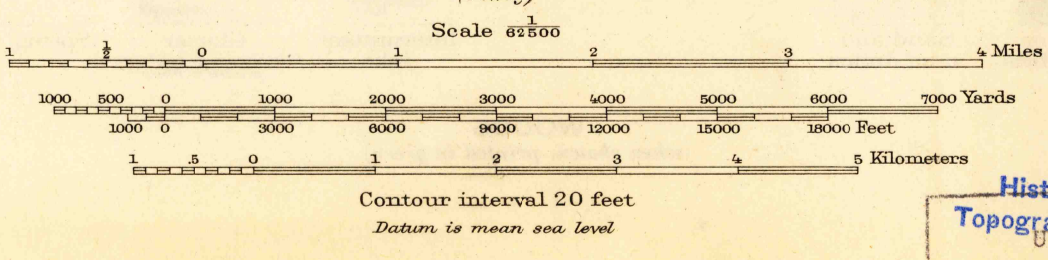 Scale 1/62500
1 1/2 0 1 2 3 4 Miles
1000 500 0 1000 2000 3000 4000 5000 6000 7000 Yards
1000 0 3000 6000 9000 12000 15000 18000 Feet
1 .5 0 1 2 3 4 5 Kilometers
Contour interval 20 feet
Datum is mean sea level
Hist
Topogra
U